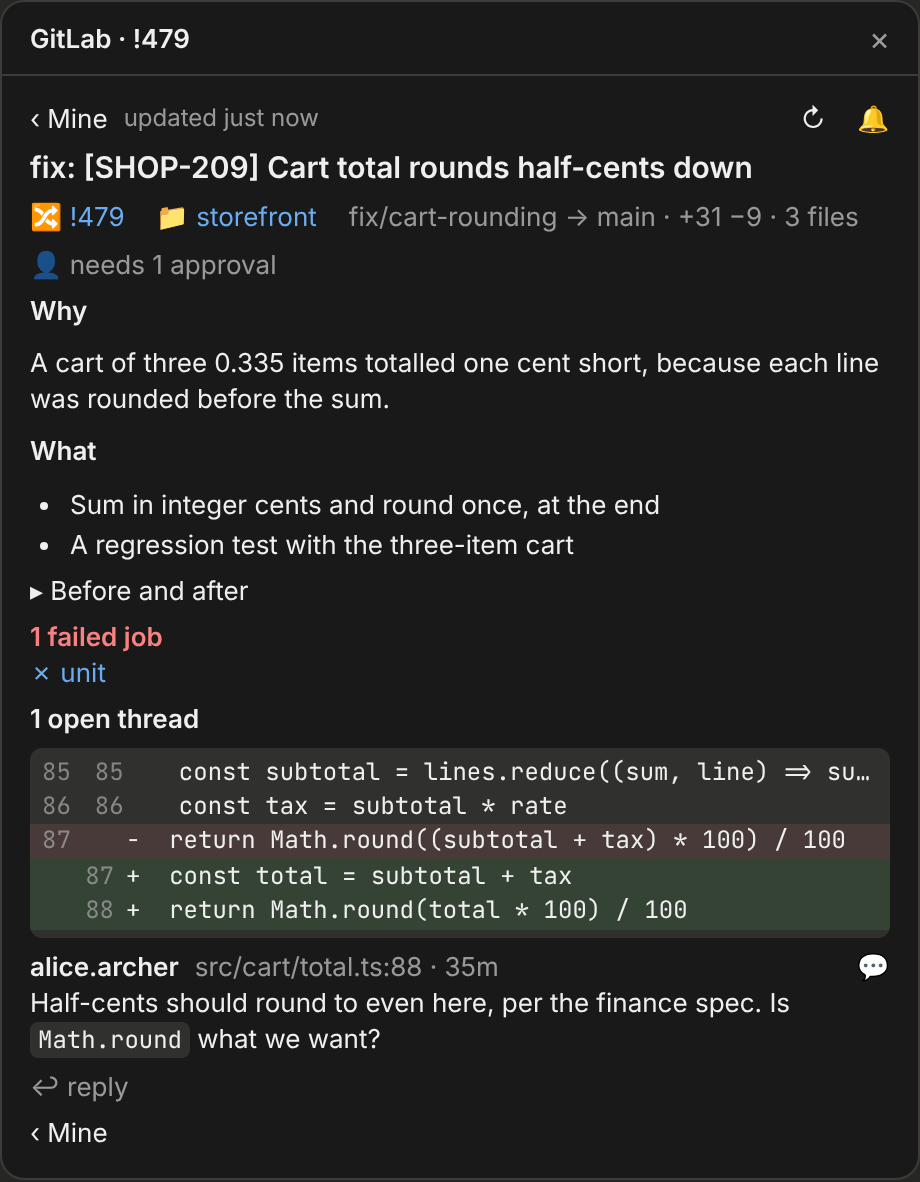 GitLab · !479 ×
‹ Mine updated just now
fix: [SHOP-209] Cart total rounds half-cents down
!479 storefront fix/cart-rounding → main · +31 −9 · 3 files
needs 1 approval
Why
A cart of three 0.335 items totalled one cent short, because each line
was rounded before the sum.
What
• Sum in integer cents and round once, at the end
• A regression test with the three-item cart
▸ Before and after
1 failed job
× unit
1 open thread
85 85 const subtotal = lines.reduce((sum, line) => su…
86 86 const tax = subtotal * rate
87 - return Math.round((subtotal + tax) * 100) / 100
87 + const total = subtotal + tax
88 + return Math.round(total * 100) / 100
alice.archer src/cart/total.ts:88 · 35m
Half-cents should round to even here, per the finance spec. Is
Math.round what we want?
↩ reply
‹ Mine